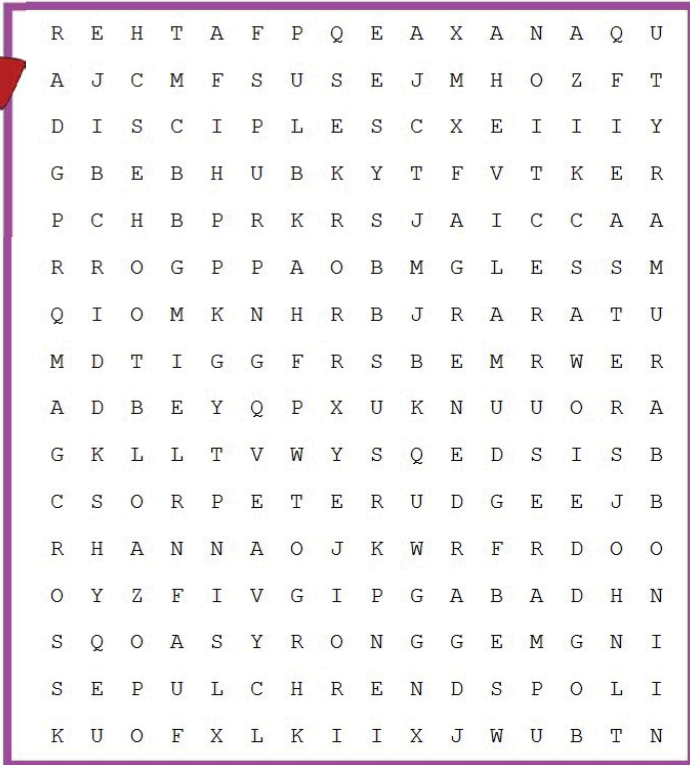 R E H T A F P Q E A X A N A Q U
A J C M F S U S E J M H O Z F T
D I S C I P L E S C X E I I I Y
G B E B H U B K Y T F V T K E R
P C H B P R K R S J A I C C A A
R R O G P P A O B M G L E S S M
Q I O M K N H R B J R A R A T U
M D T I G G F R S B E M R W E R
A D B E Y Q P X U K N U U O R A
G K L L T V W Y S Q E D S I S B
C S O R P E T E R U D G E E J B
R H A N N A O J K W R F R D O O
O Y Z F I V G I P G A B A D H N
S Q O A S Y R O N G G E M G N I
S E P U L C H R E N D S P O L I
K U O F X L K I I X J W U B T N